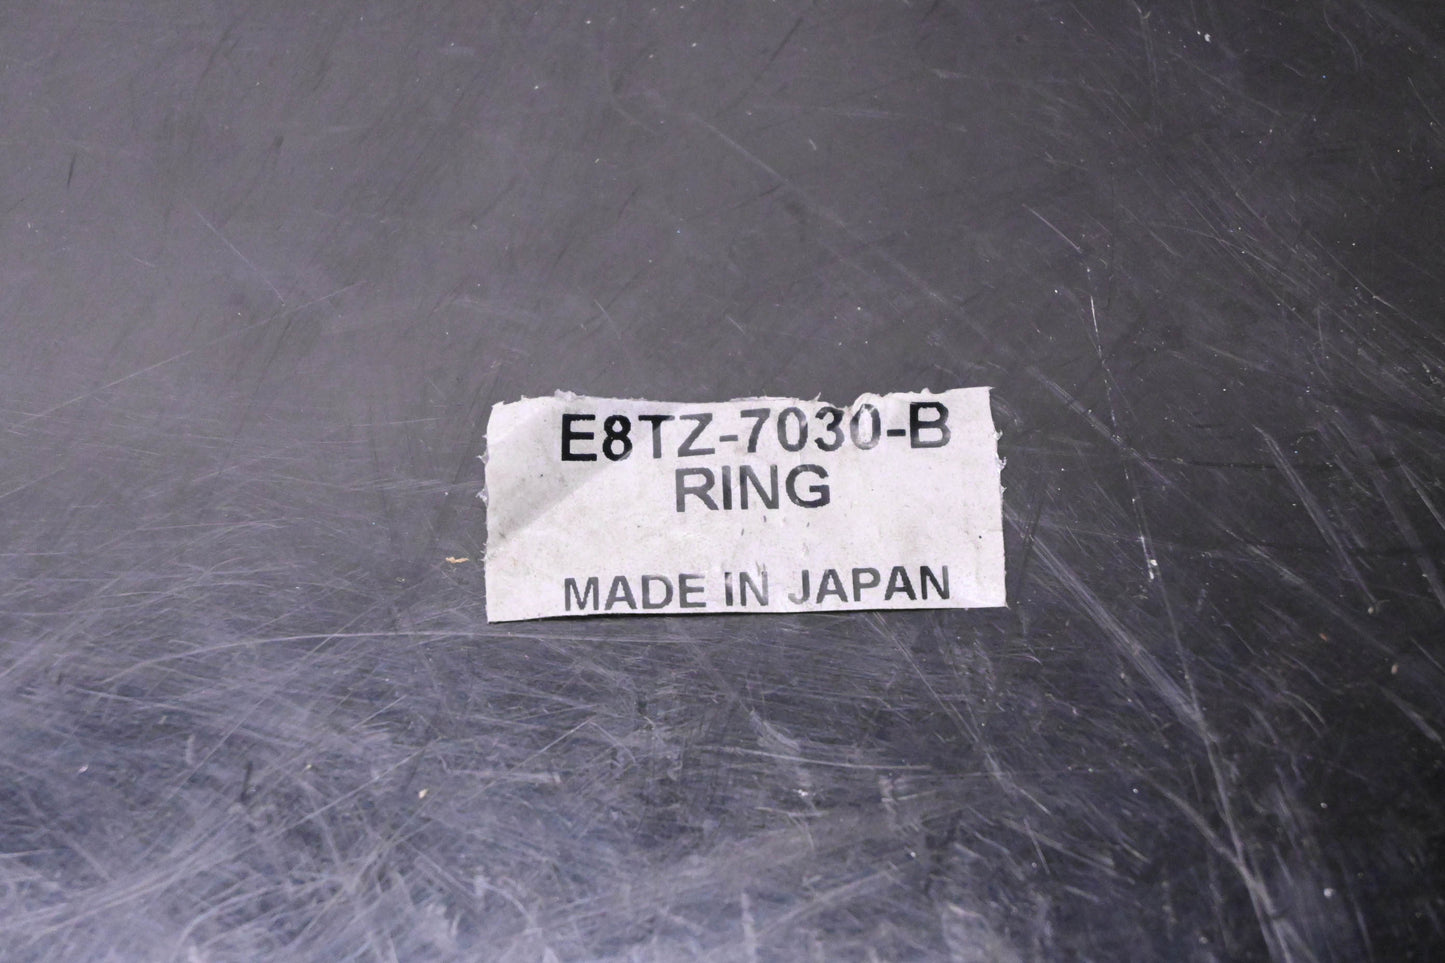 E8TZ-7030-B
RING
MADE IN JAPAN